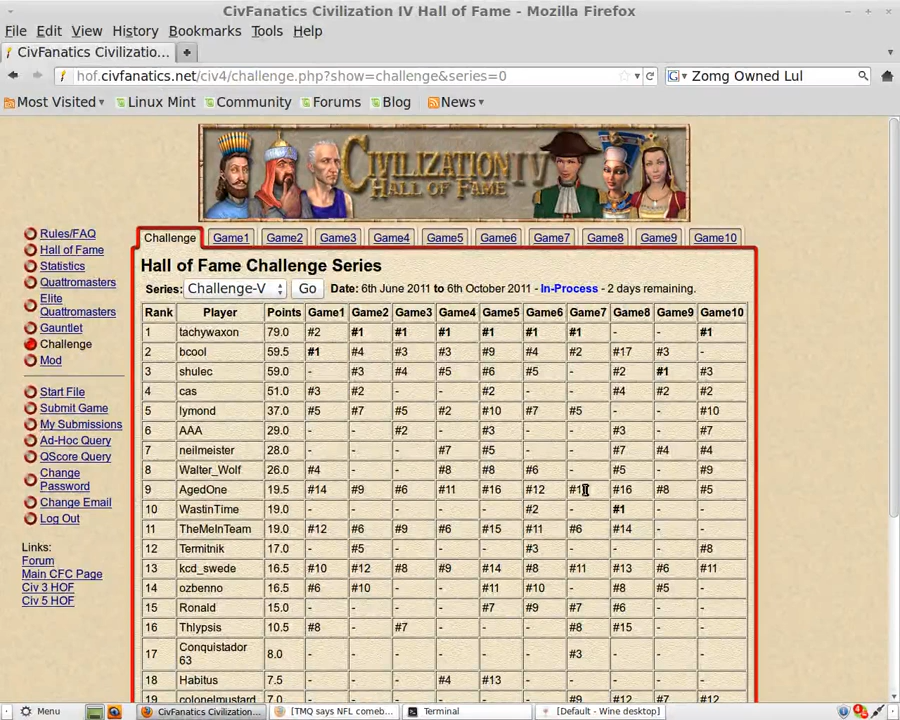 CivFanatics Civilization IV Hall of Fame - Mozilla Firefox
File Edit View History Bookmarks Tools Help
CivFanatics Civilizatio...
hof.civfanatics.net/civ4/challenge.php?show=challenge&series=0 Zomg Owned Lul
Most Visited Linux Mint Community Forums Blog News
CIVILIZATION IV
HALL OF FAME
Challenge Game1 Game2 Game3 Game4 Game5 Game6 Game7 Game8 Game9 Game10
Rules/FAQ
Hall of Fame
Statistics
Quattromasters
Elite
Quattromasters
Gauntlet
Challenge
Mod
Start File
Submit Game
My Submissions
Ad-Hoc Query
QScore Query
Change
Password
Change Email
Log Out
Links:
Forum
Main CFC Page
Civ 3 HOF
Civ 5 HOF
Hall of Fame Challenge Series
Series: Challenge-V Go Date: 6th June 2011 to 6th October 2011 - In-Process - 2 days remaining.
Rank Player Points Game1 Game2 Game3 Game4 Game5 Game6 Game7 Game8 Game9 Game10
1 tachywaxon 79.0 #2 #1 #1 #1 #1 #1 #1 - - #1
2 bcool 59.5 #1 #4 #3 #3 #9 #4 #2 #17 #3 -
3 shulec 59.0 - #3 #4 #5 #6 #5 - #2 #1 #3
4 cas 51.0 #3 #2 - - #2 - - #4 #2 #2
5 lymond 37.0 #5 #7 #5 #2 #10 #7 #5 - - #10
6 AAA 29.0 - - #2 - #3 - - #3 - #7
7 neilmeister 28.0 - - - #7 #5 - - #7 #4 #4
8 Walter_Wolf 26.0 #4 - - #8 #8 #6 - #5 - #9
9 AgedOne 19.5 #14 #9 #6 #11 #16 #12 #16 #8 #5
10 WastinTime 19.0 - - - - - #2 - #1 - -
11 TheMeInTeam 19.0 #12 #6 #9 #6 #15 #11 #6 #14 - -
12 Termitnik 17.0 - #5 - - - #3 - - - #8
13 kcd_swede 16.5 #10 #12 #8 #9 #14 #8 #11 #13 #6 #11
14 ozbenno 16.5 #6 #10 - - #11 #10 - #8 #5 -
15 Ronald 15.0 - - - - #7 #9 #7 #6 - -
16 Thlypsis 10.5 #8 - #7 - - - #8 #15 - -
17 Conquistador
63 8.0 - - - - - - #3 - - -
18 Habitus 7.5 - - - #4 #13 - - - - -
19 colonelmustard 7.0 - - - - - - #9 #12 #7 #12
Menu CivFanatics Civilization... [TMQ says NFL comeb... Terminal [Default - Wine desktop]